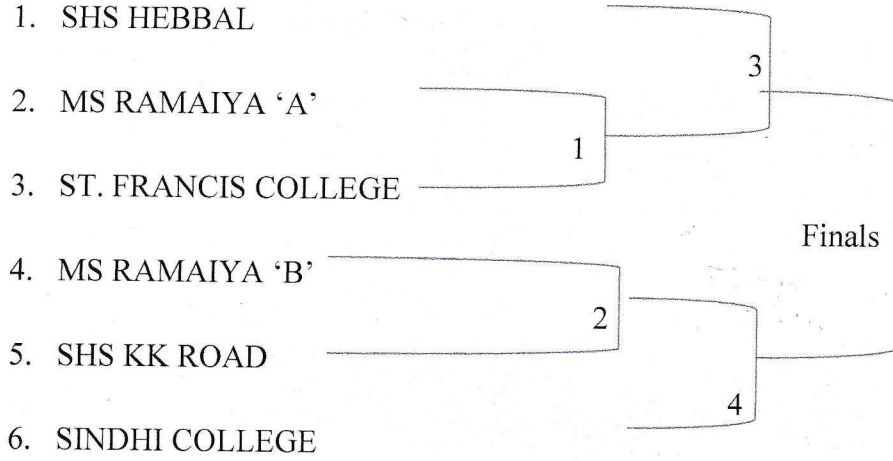 1. SHS HEBBAL
3
2. MS RAMAIYA ‘A’
1
3. ST. FRANCIS COLLEGE
Finals
4. MS RAMAIYA ‘B’
2
5. SHS KK ROAD
4
6. SINDHI COLLEGE